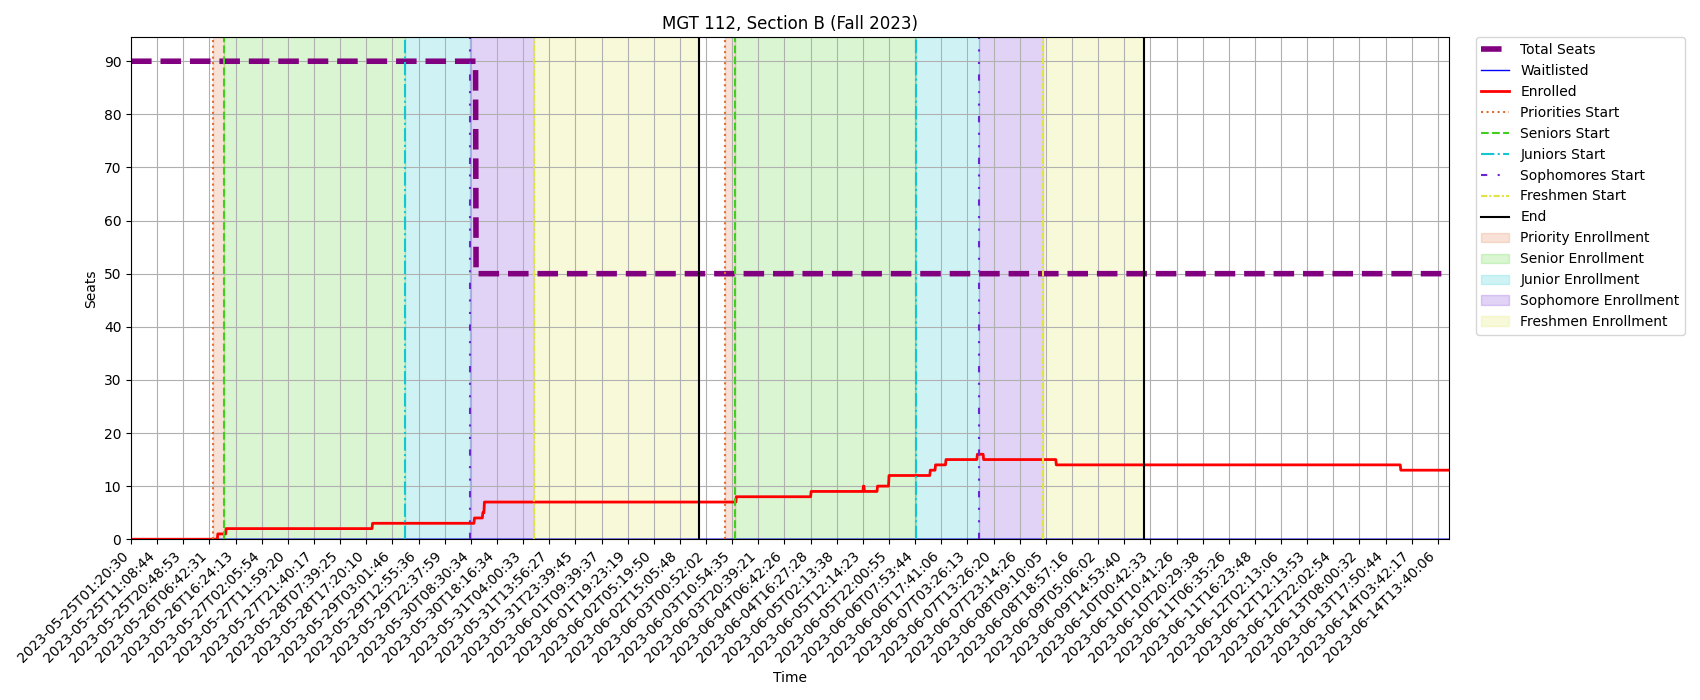 MGT 112, Section B (Fall 2023)
Seats
90
80
70
60
50
40
30
20
10
0
2023-05-25T01:20:30
2023-05-25T11:08:44
2023-05-25T20:48:53
2023-05-26T06:42:31
2023-05-26T16:24:13
2023-05-27T02:05:54
2023-05-27T11:59:20
2023-05-27T21:40:17
2023-05-28T07:39:25
2023-05-28T17:20:10
2023-05-29T03:01:46
2023-05-29T12:55:36
2023-05-29T22:37:59
2023-05-30T08:30:34
2023-05-30T18:16:34
2023-05-31T04:00:33
2023-05-31T13:56:27
2023-05-31T23:39:45
2023-06-01T09:39:37
2023-06-01T19:23:19
2023-06-02T05:19:50
2023-06-02T15:05:48
2023-06-03T00:52:02
2023-06-03T10:54:35
2023-06-03T20:39:21
2023-06-04T06:42:26
2023-06-04T16:27:28
2023-06-05T02:13:38
2023-06-05T12:14:23
2023-06-05T22:00:55
2023-06-06T07:53:44
2023-06-06T17:41:06
2023-06-07T03:26:13
2023-06-07T13:26:20
2023-06-07T23:14:26
2023-06-08T09:10:05
2023-06-08T18:57:16
2023-06-09T05:06:02
2023-06-09T14:53:40
2023-06-10T00:42:33
2023-06-10T10:41:26
2023-06-10T20:29:38
2023-06-11T06:35:26
2023-06-11T16:23:48
2023-06-12T02:13:06
2023-06-12T12:13:53
2023-06-12T22:02:54
2023-06-13T08:00:32
2023-06-13T17:50:44
2023-06-14T03:42:17
2023-06-14T13:40:06
Time
Total Seats
Waitlisted
Enrolled
Priorities Start
Seniors Start
Juniors Start
Sophomores Start
Freshmen Start
End
Priority Enrollment
Senior Enrollment
Junior Enrollment
Sophomore Enrollment
Freshmen Enrollment